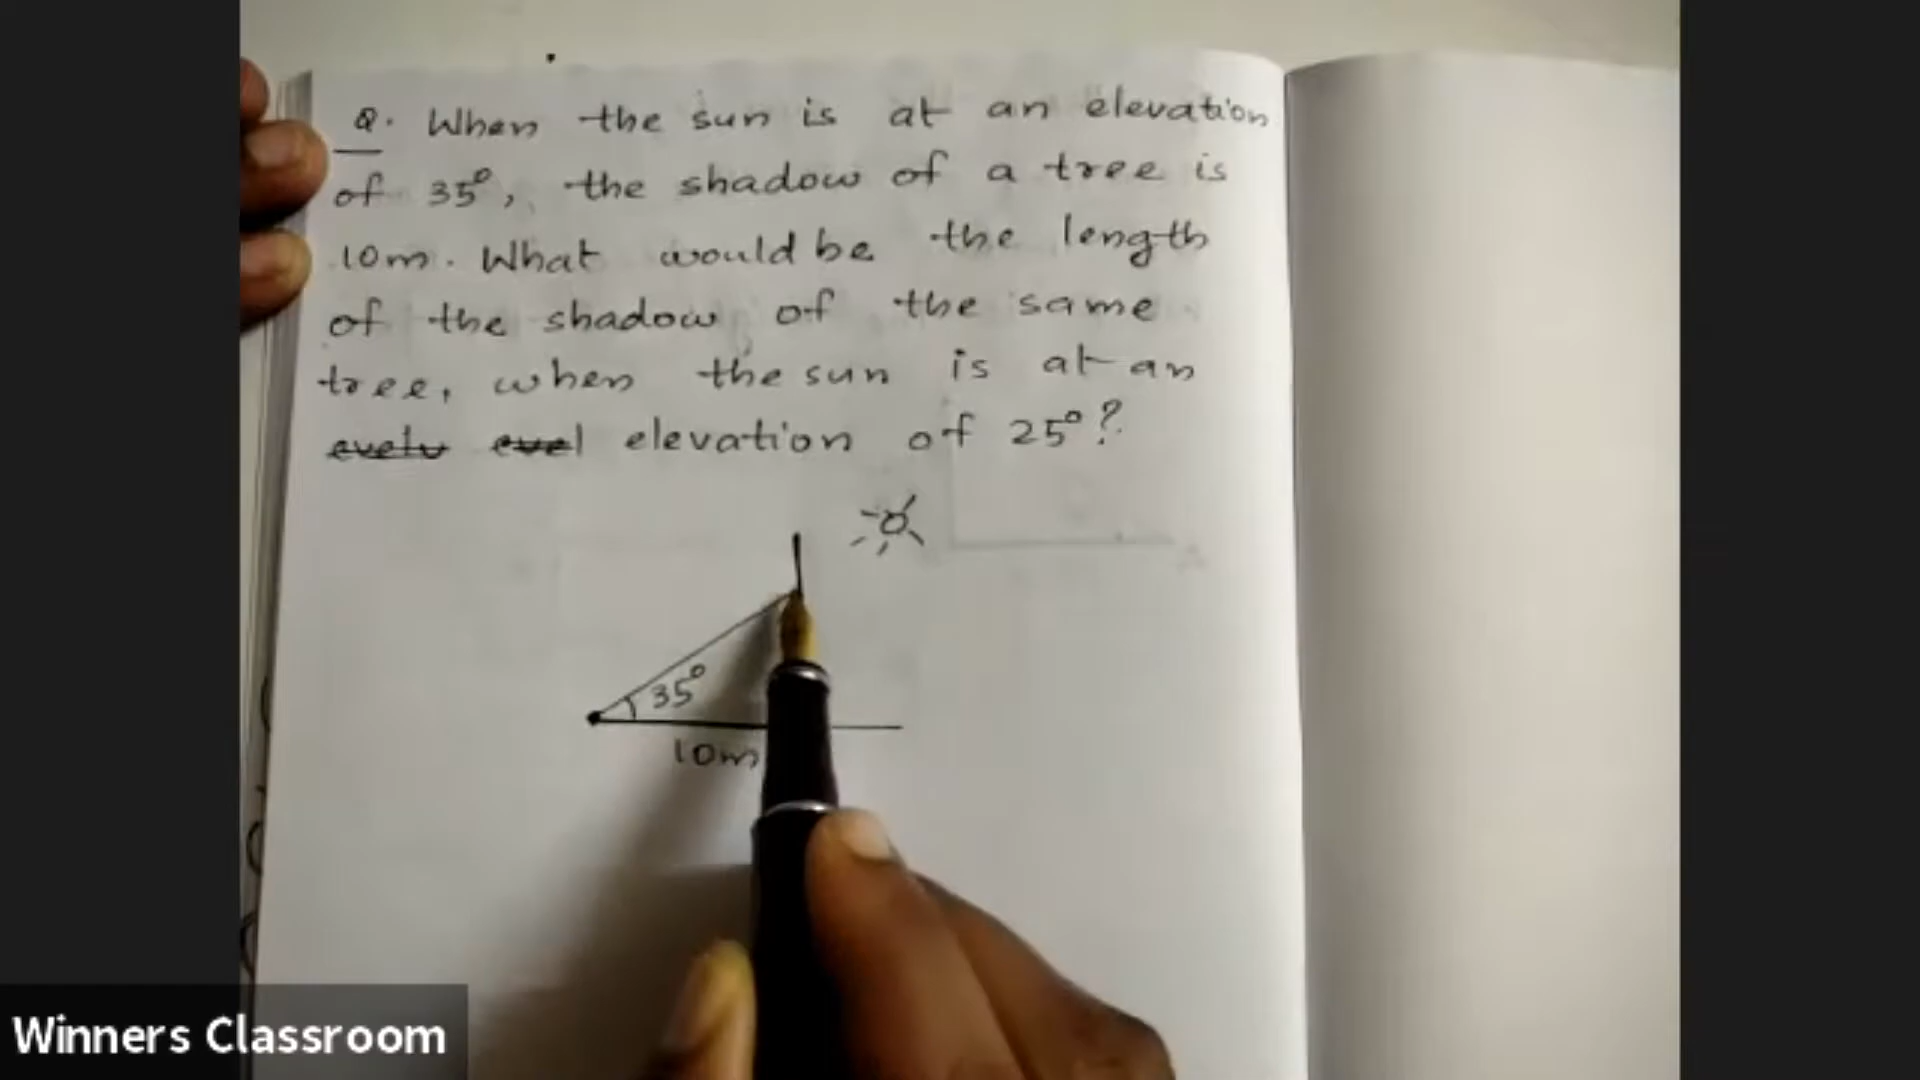 Q. When the sun is at an elevation
of 35°, the shadow of a tree is
10m. What would be the length
of the shadow of the same
tree, when the sun is at an
elevation of 25°?
35°
10m
Winners Classroom